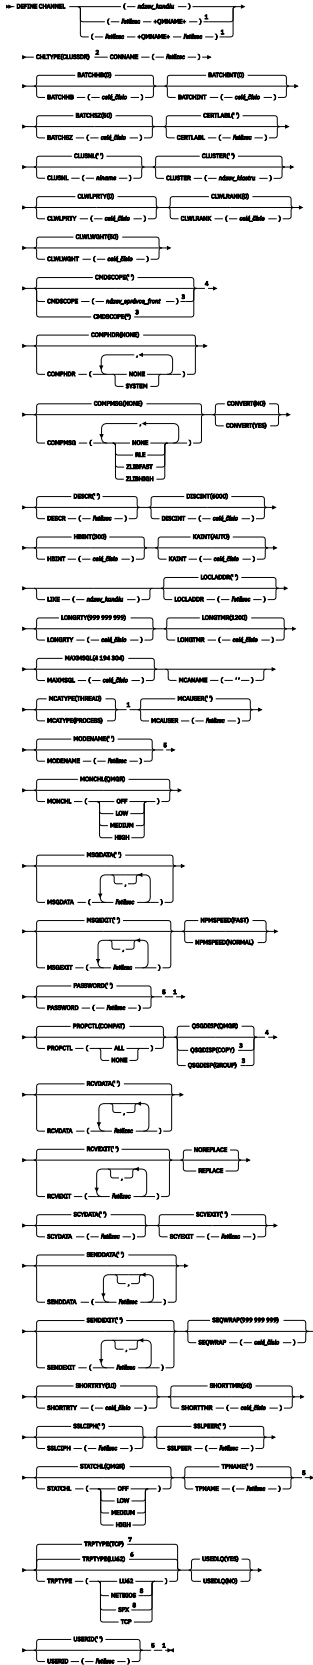 DEFINE CHANNEL ( název_kanálu )
( řetězec +QMNAME+ ) 1
( řetězec +QMNAME+ řetězec ) 1
CHLTYPE(CLUSSDR) 2 CONNAME ( řetězec )
BATCHHB(0) BATCHINT(0)
BATCHHB ( celé_číslo ) BATCHINT ( celé_číslo )
BATCHSZ(50) CERTLABL(' ')
BATCHSZ ( celé_číslo ) CERTLABL ( řetězec )
CLUSNL(' ') CLUSTER(' ')
CLUSNL ( nlname ) CLUSTER ( název_klastru )
CLWLPRTY(0) CLWLRANK(0)
CLWLPRTY ( celé_číslo ) CLWLRANK ( celé_číslo )
CLWLWGHT(50)
CLWLWGHT ( celé_číslo )
CMDSCOPE(' ') 4
CMDSCOPE ( název_správce_front ) 3
CMDSCOPE(*) 3
COMPHDR(NONE)
,
COMPHDR ( NONE )
SYSTEM
COMPMSG(NONE) CONVERT(NO)
, CONVERT(YES)
COMPMSG ( NONE )
RLE
ZLIBFAST
ZLIBHIGH
DESCR(' ') DISCINT(6000)
DESCR ( řetězec ) DISCINT ( celé_číslo )
HBINT(300) KAINT(AUTO)
HBINT ( celé_číslo ) KAINT ( celé_číslo )
LOCLADDR(' ')
LIKE ( název_kanálu ) LOCLADDR ( řetězec )
LONGRTY(999 999 999) LONGTMR(1200)
LONGRTY ( celé_číslo ) LONGTMR ( celé_číslo )
MAXMSGL(4 194 304)
MAXMSGL ( celé_číslo ) MCANAME ( ' ' )
MCATYPE(THREAD) 1 MCAUSER(' ')
MCATYPE(PROCESS) MCAUSER ( řetězec )
MODENAME(' ') 5
MODENAME ( řetězec )
MONCHL(QMGR)
MONCHL ( OFF )
LOW
MEDIUM
HIGH
MSGDATA(' ')
,
MSGDATA ( řetězec )
MSGEXIT(' ') NPMSPEED(FAST)
, NPMSPEED(NORMAL)
MSGEXIT ( řetězec )
PASSWORD(' ') 5 1
PASSWORD ( řetězec )
PROPCTL(COMPAT) QSGDISP(QMGR) 4
PROPCTL ( ALL ) QSGDISP(COPY) 3
NONE QSGDISP(GROUP) 3
RCVDATA(' ')
,
RCVDATA ( řetězec )
RCVEXIT(' ') NOREPLACE
, REPLACE
RCVEXIT ( řetězec )
SCYDATA(' ') SCYEXIT(' ')
SCYDATA ( řetězec ) SCYEXIT ( řetězec )
SENDDATA(' ')
,
SENDDATA ( řetězec )
SENDEXIT(' ') SEQWRAP(999 999 999)
, SEQWRAP ( celé_číslo )
SENDEXIT ( řetězec )
SHORTRTY(10) SHORTTMR(60)
SHORTRTY ( celé_číslo ) SHORTTMR ( celé_číslo )
SSLCIPH(' ') SSLPEER(' ')
SSLCIPH ( řetězec ) SSLPEER ( řetězec )
STATCHL(QMGR) TPNAME(' ') 5
STATCHL ( OFF ) TPNAME ( řetězec )
LOW
MEDIUM
HIGH
TRPTYPE(TCP) 7
TRPTYPE(LU62) 6 USEDLQ(YES)
TRPTYPE ( LU62 ) USEDLQ(NO)
NETBIOS 8
SPX 8
TCP
USERID(' ') 5 1
USERID ( řetězec )